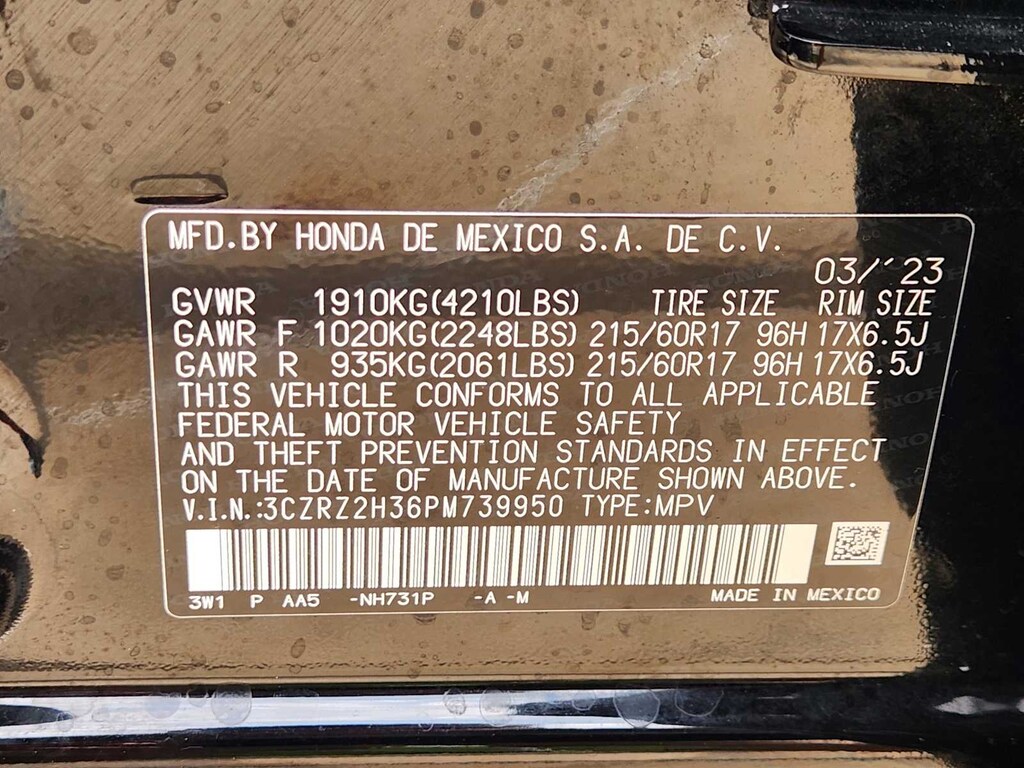 MFD.BY HONDA DE MEXICO S.A. DE C.V.
03/´23
GVWR 1910KG(4210LBS) TIRE SIZE RIM SIZE
GAWR F 1020KG(2248LBS) 215/60R17 96H 17X6.5J
GAWR R 935KG(2061LBS) 215/60R17 96H 17X6.5J
THIS VEHICLE CONFORMS TO ALL APPLICABLE
FEDERAL MOTOR VEHICLE SAFETY
AND THEFT PREVENTION STANDARDS IN EFFECT
ON THE DATE OF MANUFACTURE SHOWN ABOVE.
V.I.N.:3CZRZ2H36PM739950 TYPE:MPV
3W1 P AA5 -NH731P -A -M MADE IN MEXICO